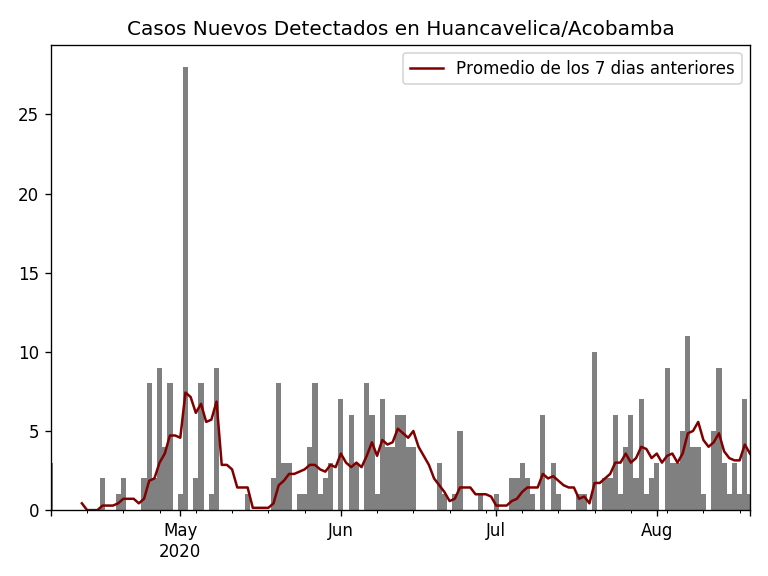 Casos Nuevos Detectados en Huancavelica/Acobamba
Promedio de los 7 dias anteriores
25
20
15
10
5
0
May
2020
Jun
Jul
Aug